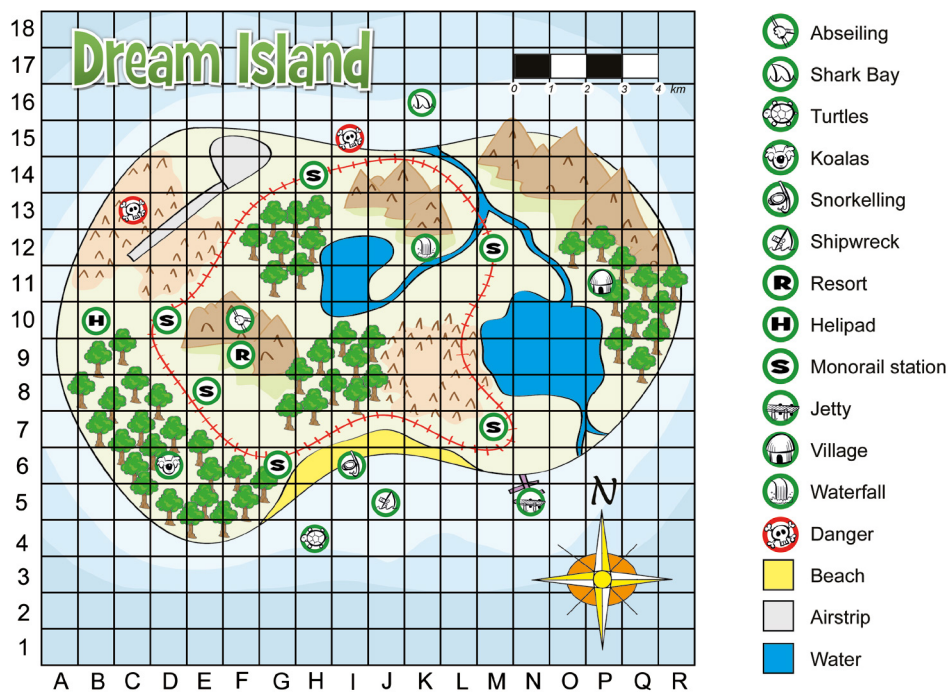 Dream Island
18
17
16
15
14
13
12
11
10
9
8
7
6
5
4
3
2
1
A B C D E F G H I J K L M N O P Q R
0 1 2 3 4
km
S
S
H
S
R
S
S
S
N
Abseiling
Shark Bay
Turtles
Koalas
Snorkelling
Shipwreck
R Resort
H Helipad
S Monorail station
Jetty
Village
Waterfall
Danger
Beach
Airstrip
Water